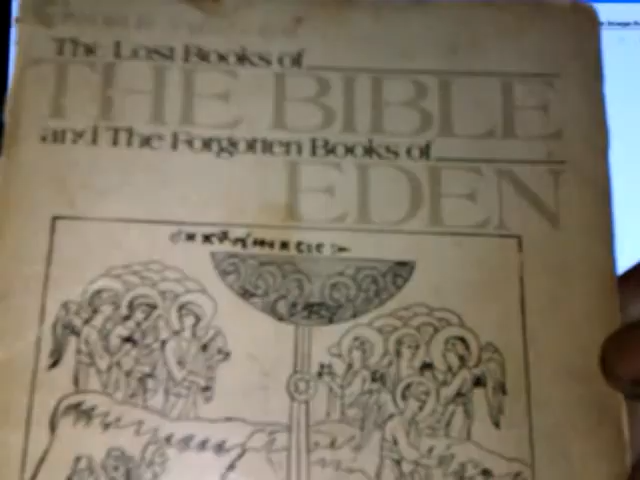 The Lost Books of
THE BIBLE
and The Forgotten Books of
EDEN